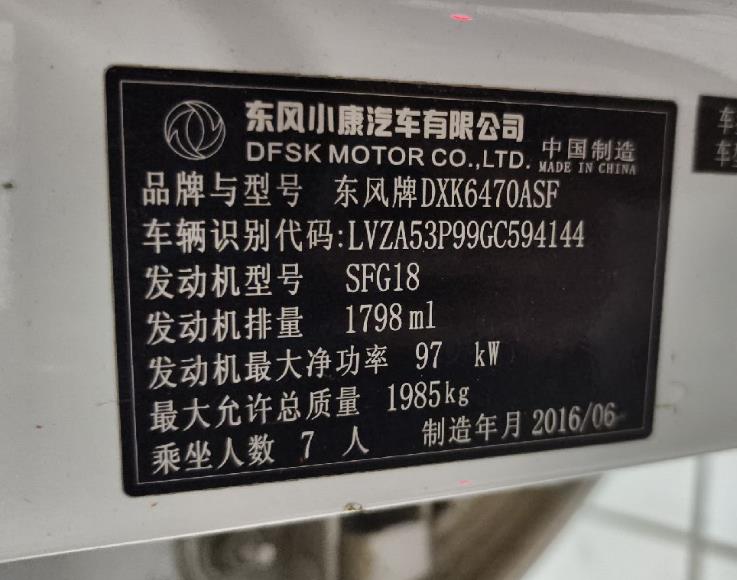 东风小康汽车有限公司
DFSK MOTOR CO.,LTD.
中国制造
MADE IN CHINA
品牌与型号 东风牌DXK6470ASF
车辆识别代码:LVZA53P99GC594144
发动机型号 SFG18
发动机排量 1798ml
发动机最大净功率 97 kW
最大允许总质量 1985kg
乘坐人数 7 人 制造年月 2016/06
车
车